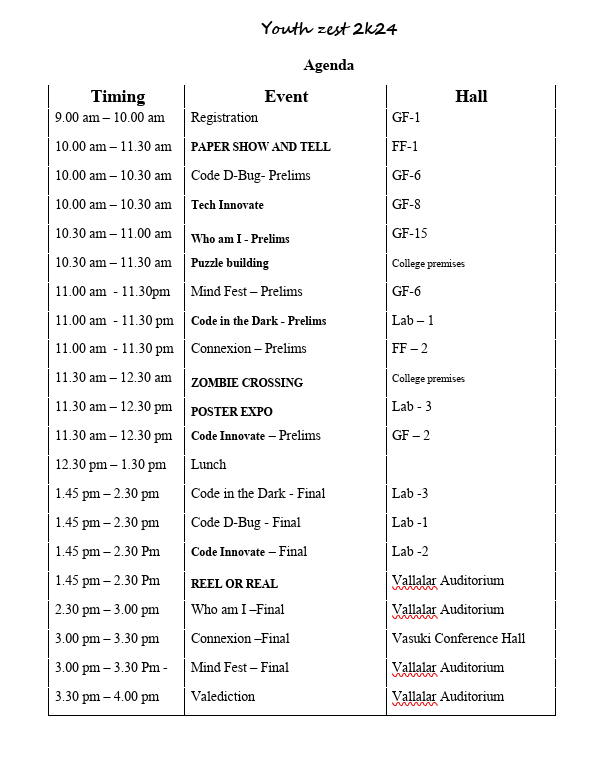 Youth zest 2k24
Agenda
Timing Event Hall
9.00 am – 10.00 am Registration GF-1
10.00 am – 11.30 am PAPER SHOW AND TELL FF-1
10.00 am – 10.30 am Code D-Bug- Prelims GF-6
10.00 am – 10.30 am Tech Innovate GF-8
10.30 am – 11.00 am Who am I - Prelims GF-15
10.30 am – 11.30 am Puzzle building College premises
11.00 am - 11.30pm Mind Fest – Prelims GF-6
11.00 am - 11.30 pm Code in the Dark - Prelims Lab – 1
11.00 am - 11.30 pm Connexion – Prelims FF – 2
11.30 am – 12.30 am ZOMBIE CROSSING College premises
11.30 am – 12.30 pm POSTER EXPO Lab - 3
11.30 am – 12.30 pm Code Innovate – Prelims GF – 2
12.30 pm – 1.30 pm Lunch
1.45 pm – 2.30 pm Code in the Dark - Final Lab -3
1.45 pm – 2.30 pm Code D-Bug - Final Lab -1
1.45 pm – 2.30 Pm Code Innovate – Final Lab -2
1.45 pm – 2.30 Pm REEL OR REAL Vallalar Auditorium
2.30 pm – 3.00 pm Who am I –Final Vallalar Auditorium
3.00 pm – 3.30 pm Connexion –Final Vasuki Conference Hall
3.00 pm – 3.30 Pm - Mind Fest – Final Vallalar Auditorium
3.30 pm – 4.00 pm Valediction Vallalar Auditorium